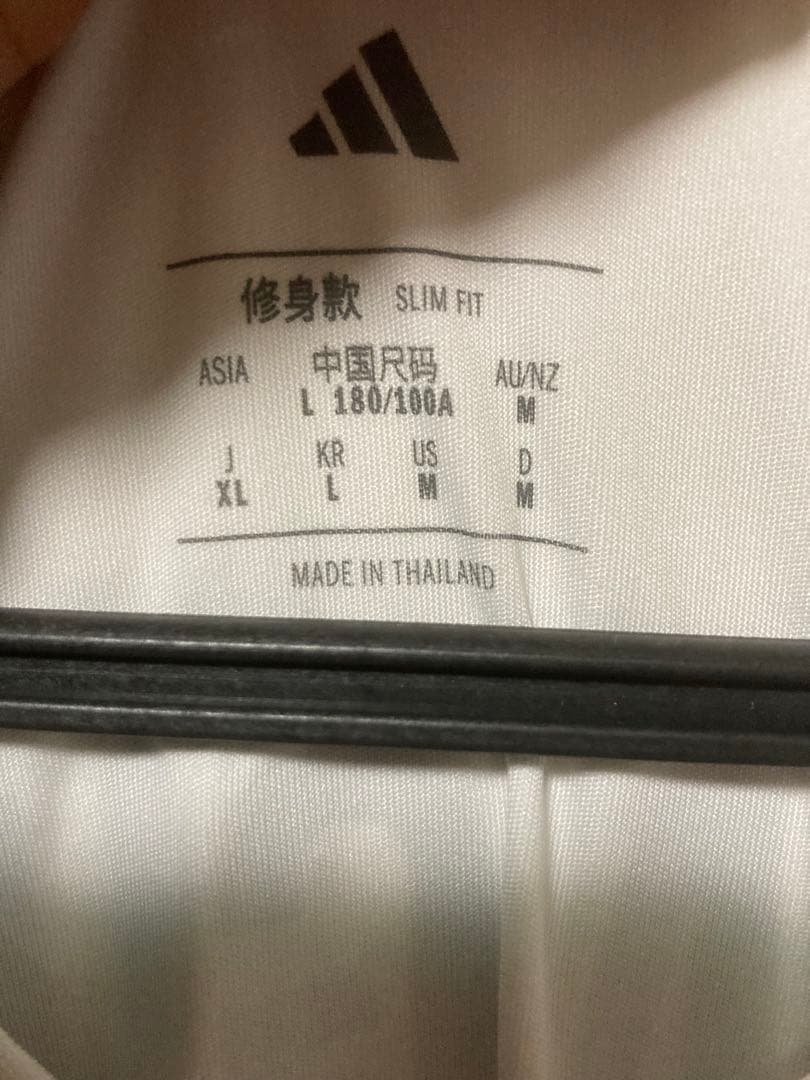 修身款 SLIM FIT
ASIA 中国尺码 AU/NZ
L 180/100A M
J KR US D
XL L M M
MADE IN THAILAND